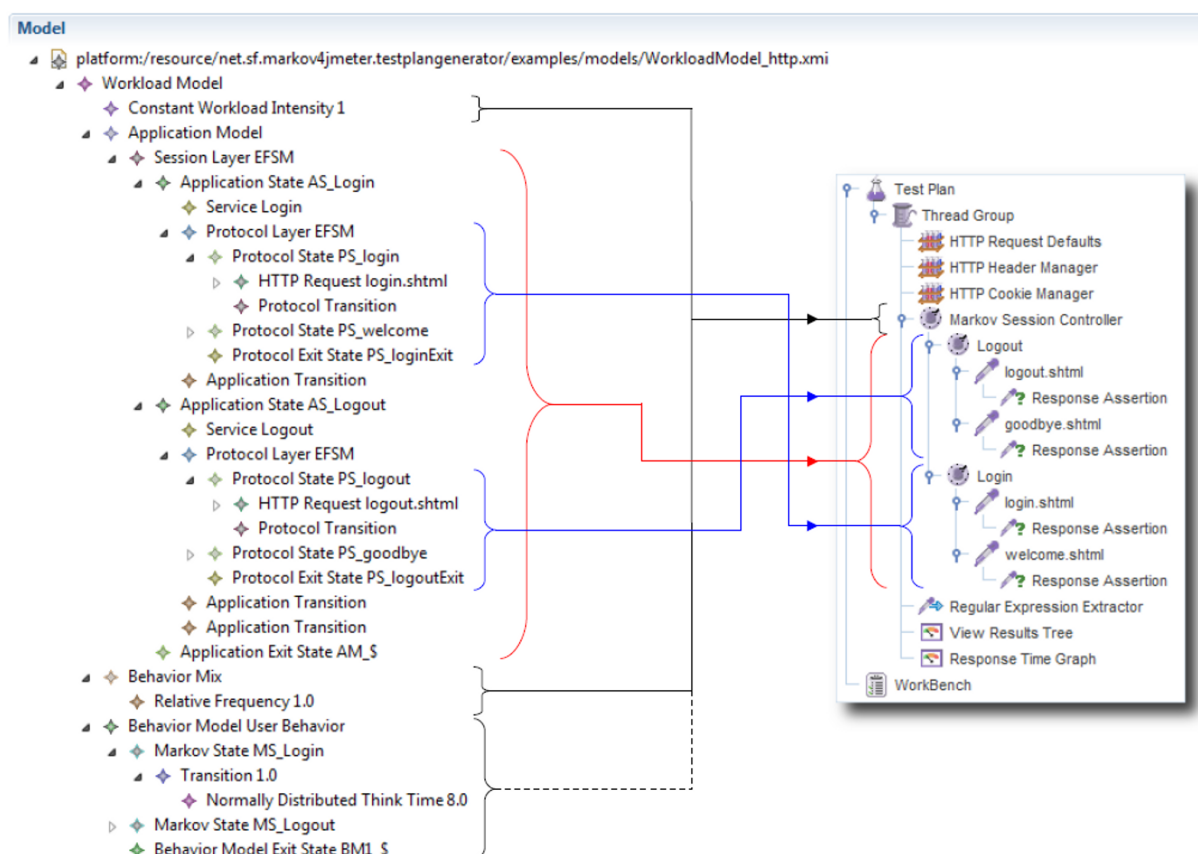 Model
platform:/resource/net.sf.markov4jmeter.testplangenerator/examples/models/WorkloadModel_http.xmi
Workload Model
Constant Workload Intensity 1
Application Model
Session Layer EFSM
Application State AS_Login
Service Login
Protocol Layer EFSM
Protocol State PS_login
HTTP Request login.shtml
Protocol Transition
Protocol State PS_welcome
Protocol Exit State PS_loginExit
Application Transition
Application State AS_Logout
Service Logout
Protocol Layer EFSM
Protocol State PS_logout
HTTP Request logout.shtml
Protocol Transition
Protocol State PS_goodbye
Protocol Exit State PS_logoutExit
Application Transition
Application Transition
Application Exit State AM_$
Behavior Mix
Relative Frequency 1.0
Behavior Model User Behavior
Markov State MS_Login
Transition 1.0
Normally Distributed Think Time 8.0
Markov State MS_Logout
Behavior Model Exit State BM1_$
Test Plan
Thread Group
HTTP Request Defaults
HTTP Header Manager
HTTP Cookie Manager
Markov Session Controller
Logout
logout.shtml
Response Assertion
goodbye.shtml
Response Assertion
Login
login.shtml
Response Assertion
welcome.shtml
Response Assertion
Regular Expression Extractor
View Results Tree
Response Time Graph
WorkBench